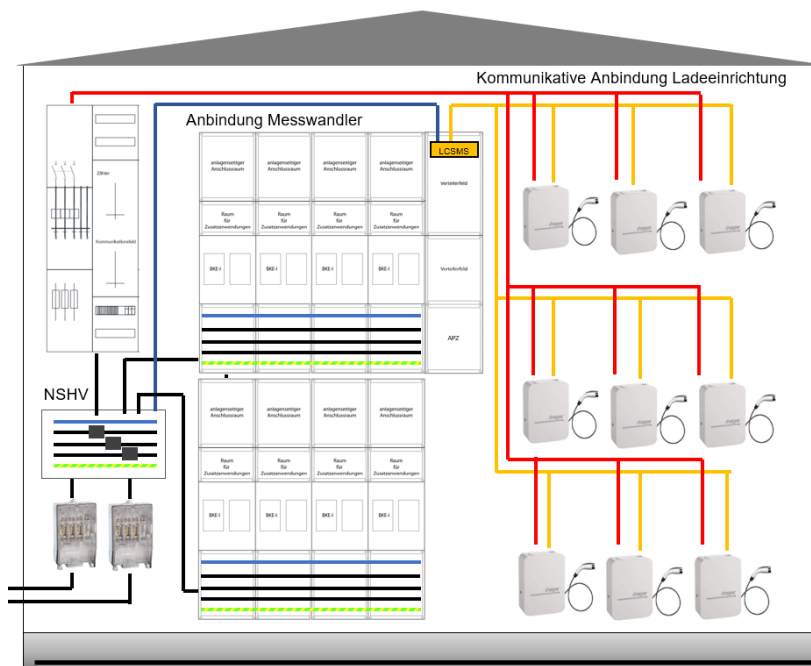 Kommunikative Anbindung Ladeeinrichtung
Anbindung Messwandler
LCSMS
Zähler
Kommunikationsfeld
anlagenseitiger
Anschlussraum
anlagenseitiger
Anschlussraum
anlagenseitiger
Anschlussraum
anlagenseitiger
Anschlussraum
Verteilerfeld
Raum
für
Zusatzanwendungen
Raum
für
Zusatzanwendungen
Raum
für
Zusatzanwendungen
Raum
für
Zusatzanwendungen
BKE-I
BKE-I
BKE-I
BKE-I
Verteilerfeld
APZ
NSHV
anlagenseitiger
Anschlussraum
anlagenseitiger
Anschlussraum
anlagenseitiger
Anschlussraum
anlagenseitiger
Anschlussraum
Raum
für
Zusatzanwendungen
Raum
für
Zusatzanwendungen
Raum
für
Zusatzanwendungen
Raum
für
Zusatzanwendungen
BKE-I
BKE-I
BKE-I
BKE-I